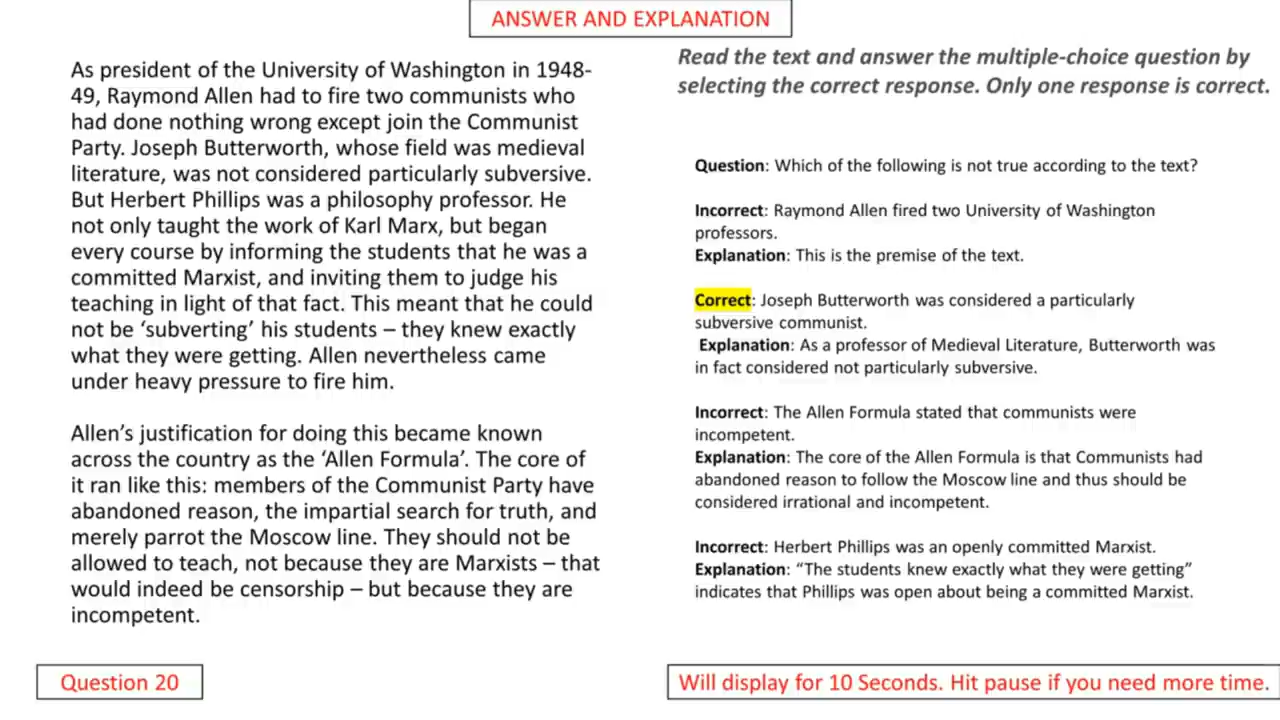 ANSWER AND EXPLANATION
As president of the University of Washington in 1948-
49, Raymond Allen had to fire two communists who
had done nothing wrong except join the Communist
Party. Joseph Butterworth, whose field was medieval
literature, was not considered particularly subversive.
But Herbert Phillips was a philosophy professor. He
not only taught the work of Karl Marx, but began
every course by informing the students that he was a
committed Marxist, and inviting them to judge his
teaching in light of that fact. This meant that he could
not be ‘subverting’ his students – they knew exactly
what they were getting. Allen nevertheless came
under heavy pressure to fire him.
Allen’s justification for doing this became known
across the country as the ‘Allen Formula’. The core of
it ran like this: members of the Communist Party have
abandoned reason, the impartial search for truth, and
merely parrot the Moscow line. They should not be
allowed to teach, not because they are Marxists – that
would indeed be censorship – but because they are
incompetent.
Question 20
Read the text and answer the multiple-choice question by
selecting the correct response. Only one response is correct.
Question: Which of the following is not true according to the text?
Incorrect: Raymond Allen fired two University of Washington
professors.
Explanation: This is the premise of the text.
Correct: Joseph Butterworth was considered a particularly
subversive communist.
Explanation: As a professor of Medieval Literature, Butterworth was
in fact considered not particularly subversive.
Incorrect: The Allen Formula stated that communists were
incompetent.
Explanation: The core of the Allen Formula is that Communists had
abandoned reason to follow the Moscow line and thus should be
considered irrational and incompetent.
Incorrect: Herbert Phillips was an openly committed Marxist.
Explanation: “The students knew exactly what they were getting”
indicates that Phillips was open about being a committed Marxist.
Will display for 10 Seconds. Hit pause if you need more time.